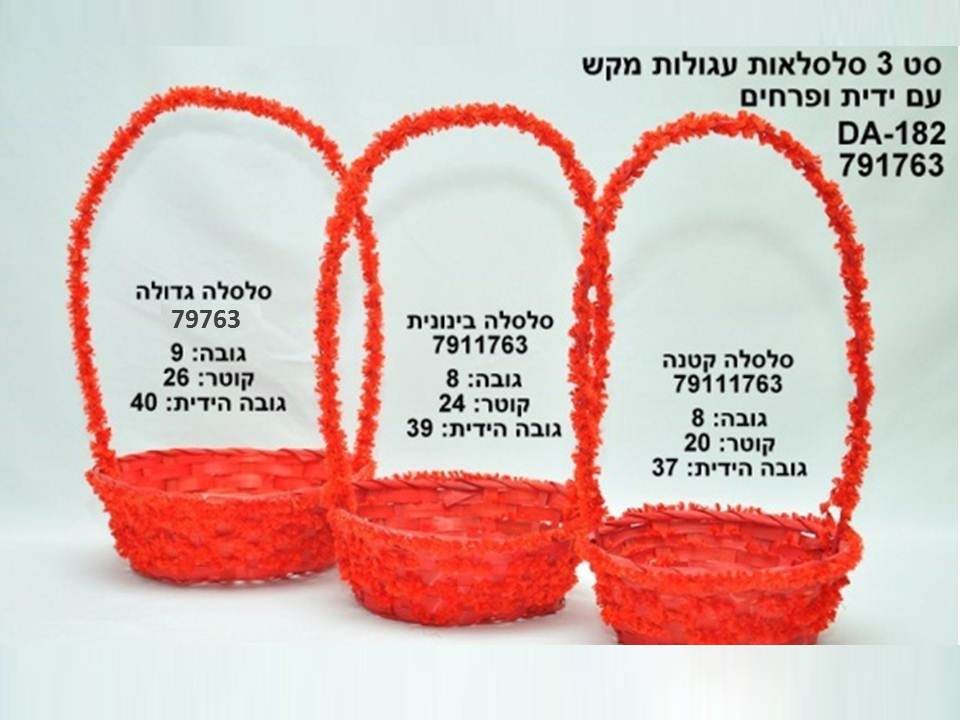 סט 3 סלסלאות עגולות מקש
עם ידית ופרחים
DA-182
791763
סלסלה גדולה
79763
גובה: 9
קוטר: 26
גובה הידית: 40
סלסלה בינונית
7911763
גובה: 8
קוטר: 24
גובה הידית: 39
סלסלה קטנה
79111763
גובה: 8
קוטר: 20
גובה הידית: 37